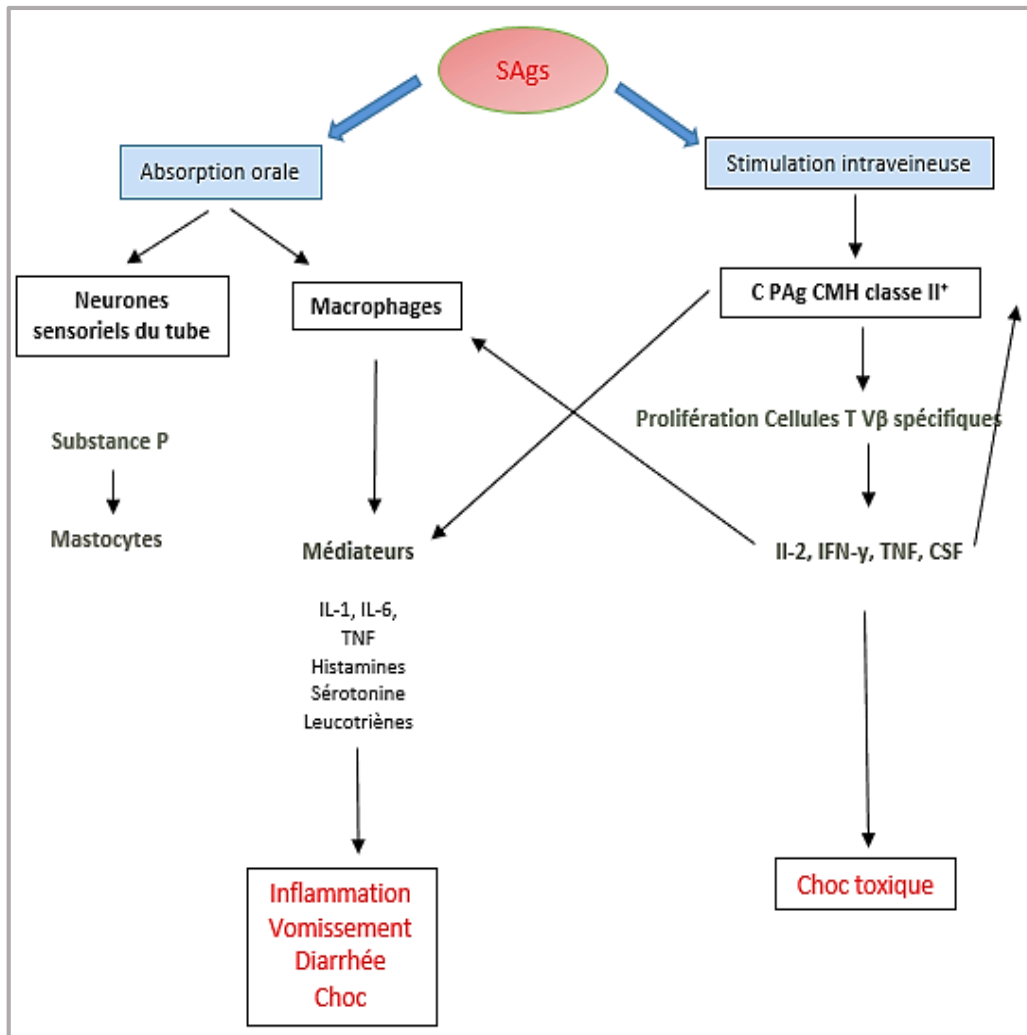 SAgs
Absorption orale
Stimulation intraveineuse
Neurones
sensoriels du tube
Macrophages
C PAg CMH classe II⁺
Prolifération Cellules T Vβ spécifiques
Substance P
Mastocytes
Médiateurs
Il-2, IFN-γ, TNF, CSF
IL-1, IL-6,
TNF
Histamines
Sérotonine
Leucotriènes
Inflammation
Vomissement
Diarrhée
Choc
Choc toxique